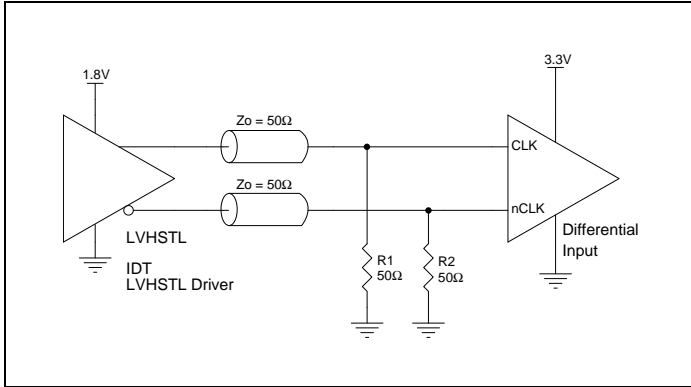 1.8V
3.3V
Zo = 50Ω
CLK
Zo = 50Ω
nCLK
LVHSTL
Differential
Input
IDT
LVHSTL Driver
R1
50Ω
R2
50Ω